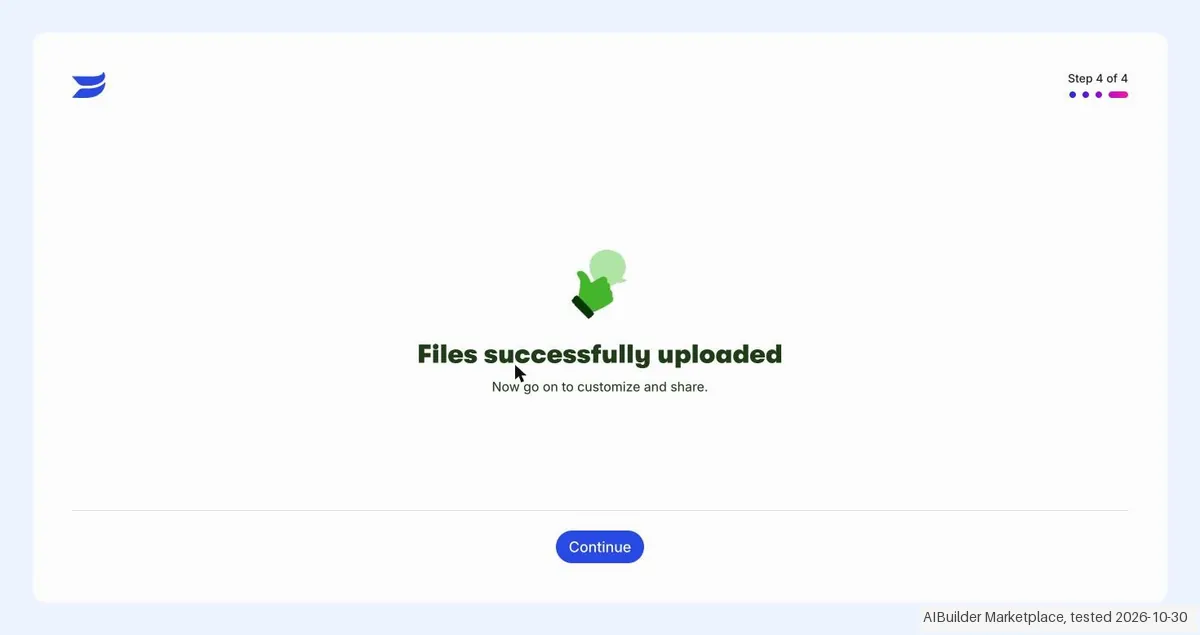 Step 4 of 4
Files successfully uploaded
Now go on to customize and share.
Continue
AIBuilder Marketplace, tested 2026-10-30